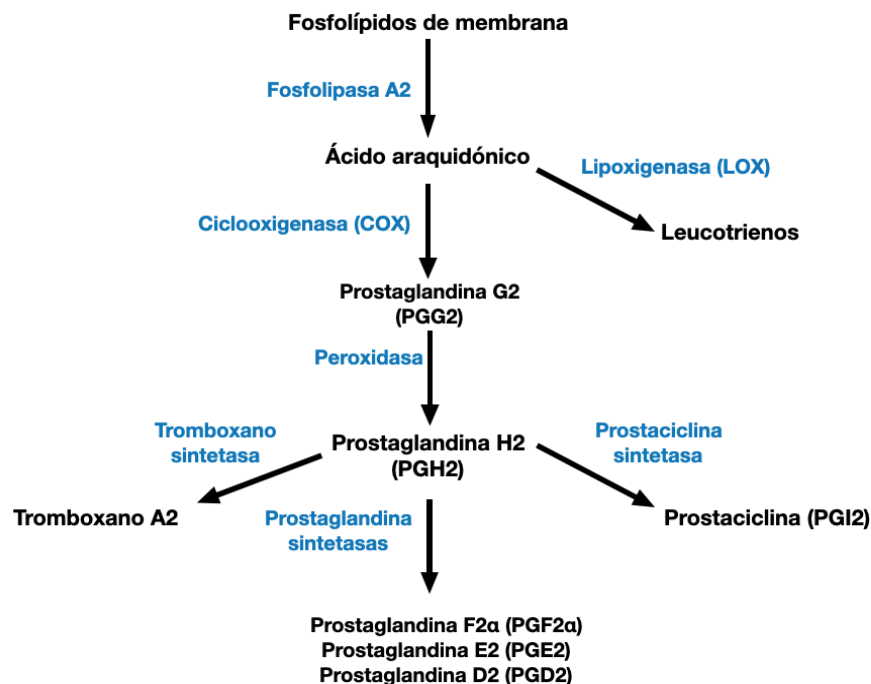 Fosfolípidos de membrana
Fosfolipasa A2
Ácido araquidónico
Lipoxigenasa (LOX)
Ciclooxigenasa (COX)
Leucotrienos
Prostaglandina G2
(PGG2)
Peroxidasa
Tromboxano
sintetasa
Prostaglandina H2
(PGH2)
Prostaciclina
sintetasa
Tromboxano A2
Prostaglandina
sintetasas
Prostaciclina (PGI2)
Prostaglandina F2α (PGF2α)
Prostaglandina E2 (PGE2)
Prostaglandina D2 (PGD2)